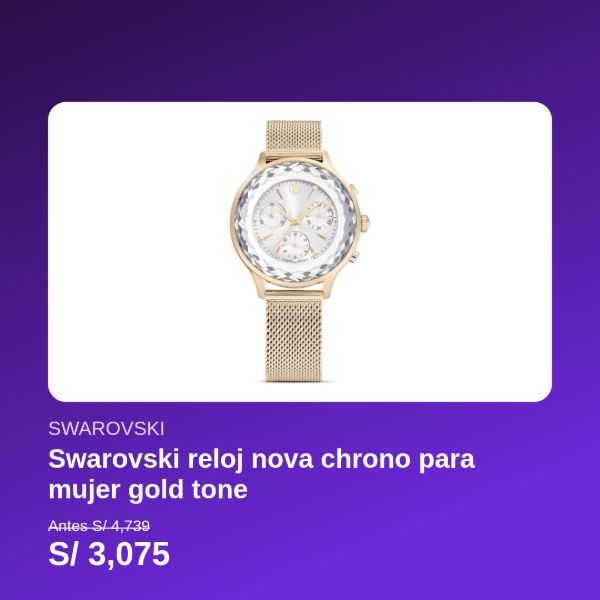 SWAROVSKI
Swarovski reloj nova chrono para
mujer gold tone
Antes S/ 4,739
S/ 3,075